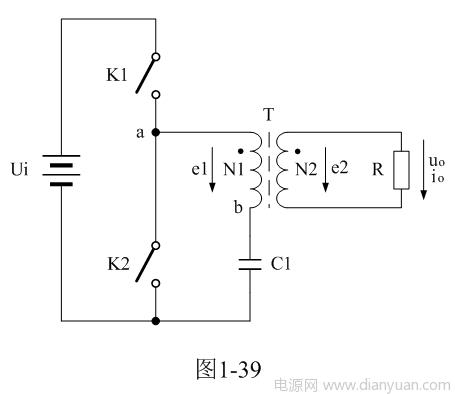 K1
T
a
Ui
e1
N1
N2
e2
R
uo
io
b
K2
C1
图1-39
电源网 www.dianyuan.com